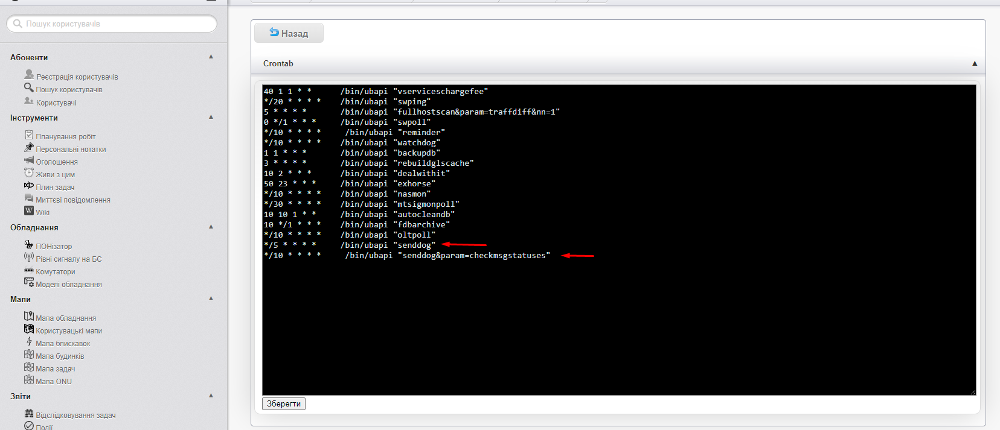 Пошук користувачів
Абоненти
Реєстрація користувачів
Пошук користувачів
Користувачі
Інструменти
Планування робіт
Персональні нотатки
Оголошення
Живи з цим
Плин задач
Миттєві повідомлення
W Wiki
Обладнання
ПОНізатор
Рівні сигналу на БС
Комутатори
Моделі обладнання
Мапи
Мапа обладнання
Користувацькі мапи
Мапа блискавок
Мапа будинків
Мапа задач
Мапа ONU
Звіти
Відслідковування задач
Події
Назад
Crontab
40 1 1 * * /bin/ubapi "vserviceschargefee"
*/20 * * * * /bin/ubapi "swping"
5 * * * * /bin/ubapi "fullhostscan&param=traffdiff&nn=1"
0 */1 * * * /bin/ubapi "swpoll"
*/10 * * * * /bin/ubapi "reminder"
*/10 * * * * /bin/ubapi "watchdog"
1 1 * * * /bin/ubapi "backupdb"
3 * * * * /bin/ubapi "rebuildglscache"
10 2 * * * /bin/ubapi "dealwithit"
50 23 * * * /bin/ubapi "exhorse"
*/10 * * * * /bin/ubapi "nasmon"
*/30 * * * * /bin/ubapi "mtsigmonpoll"
10 10 1 * * /bin/ubapi "autocleandb"
10 */1 * * * /bin/ubapi "fdbarchive"
*/10 * * * * /bin/ubapi "oltpoll"
*/5 * * * * /bin/ubapi "senddog"
*/10 * * * * /bin/ubapi "senddog&param=checkmsgstatuses"
Зберегти